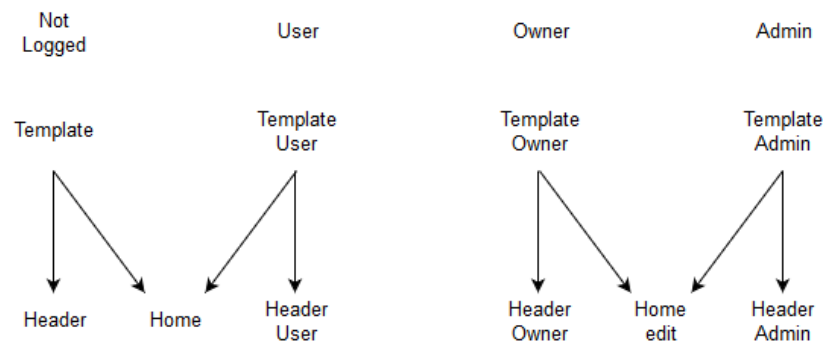 Not
Logged
User
Owner
Admin
Template
Template
User
Template
Owner
Template
Admin
Header
Home
Header
User
Header
Owner
Home
edit
Header
Admin